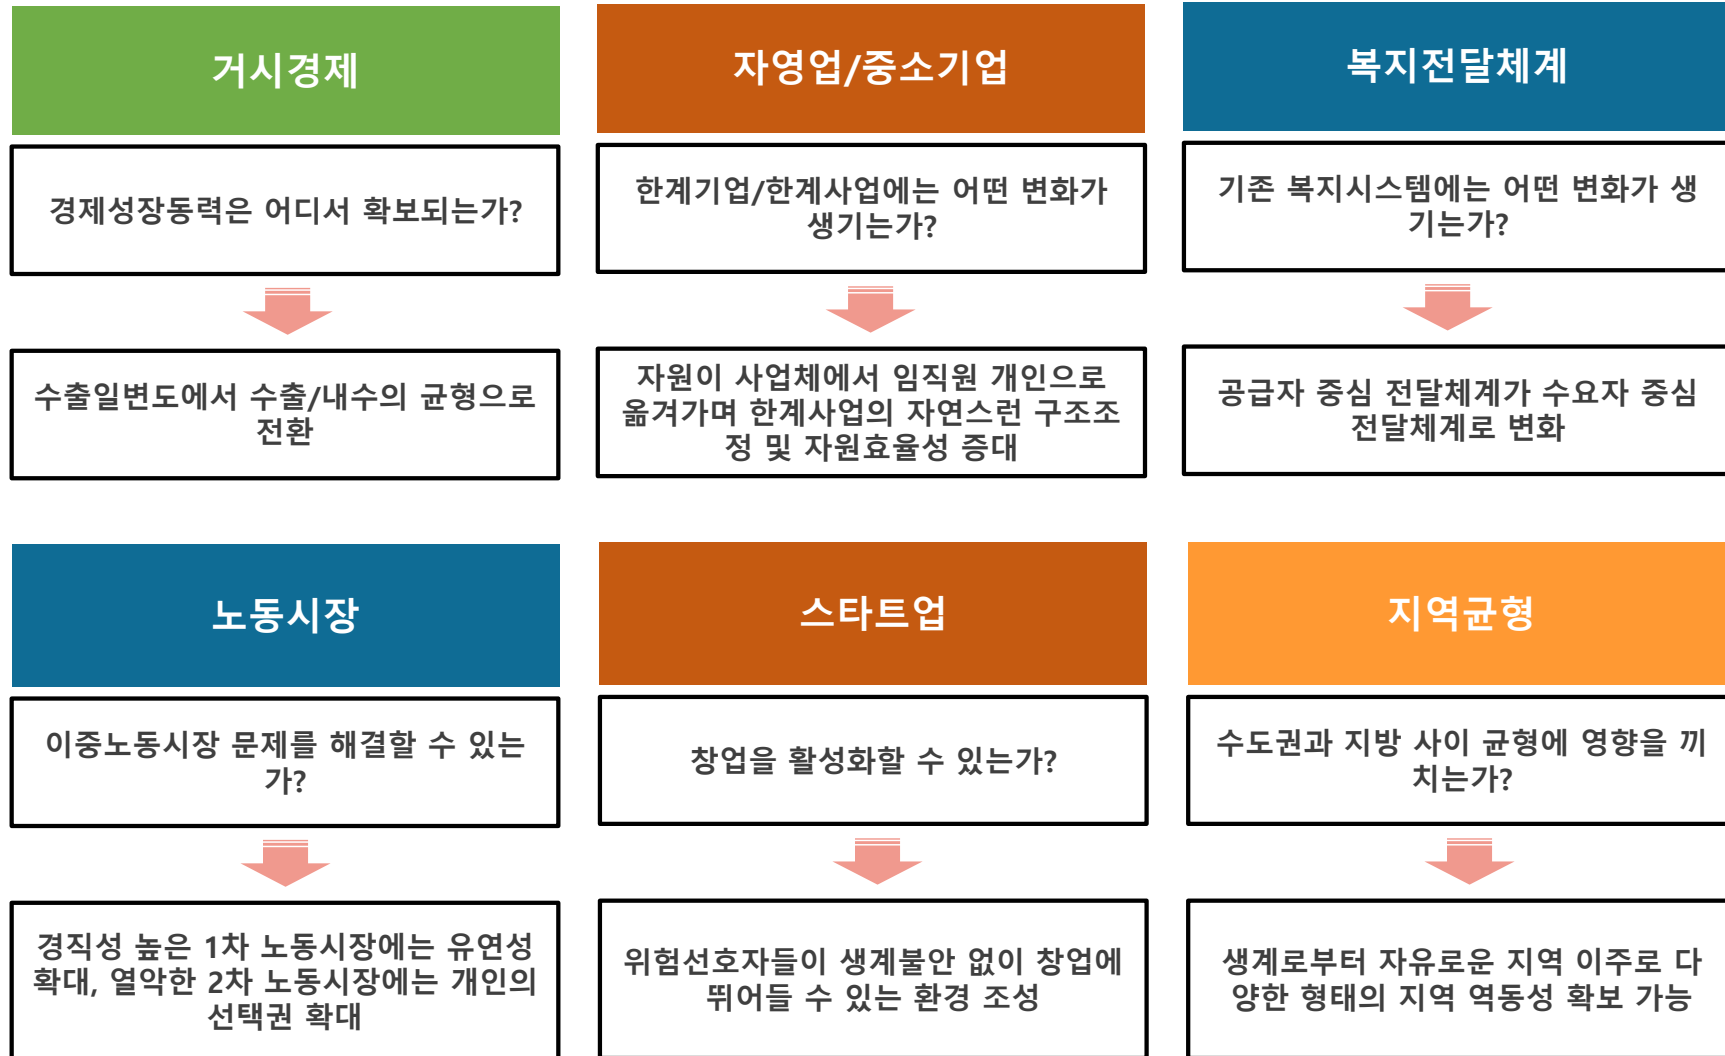 거시경제
경제성장동력은 어디서 확보되는가?
수출일변도에서 수출/내수의 균형으로
전환
자영업/중소기업
한계기업/한계사업에는 어떤 변화가
생기는가?
자원이 사업체에서 임직원 개인으로
옮겨가며 한계사업의 자연스런 구조조
정 및 자원효율성 증대
복지전달체계
기존 복지시스템에는 어떤 변화가 생
기는가?
공급자 중심 전달체계가 수요자 중심
전달체계로 변화
노동시장
이중노동시장 문제를 해결할 수 있는
가?
경직성 높은 1차 노동시장에는 유연성
확대, 열악한 2차 노동시장에는 개인의
선택권 확대
스타트업
창업을 활성화할 수 있는가?
위험선호자들이 생계불안 없이 창업에
뛰어들 수 있는 환경 조성
지역균형
수도권과 지방 사이 균형에 영향을 끼
치는가?
생계로부터 자유로운 지역 이주로 다
양한 형태의 지역 역동성 확보 가능